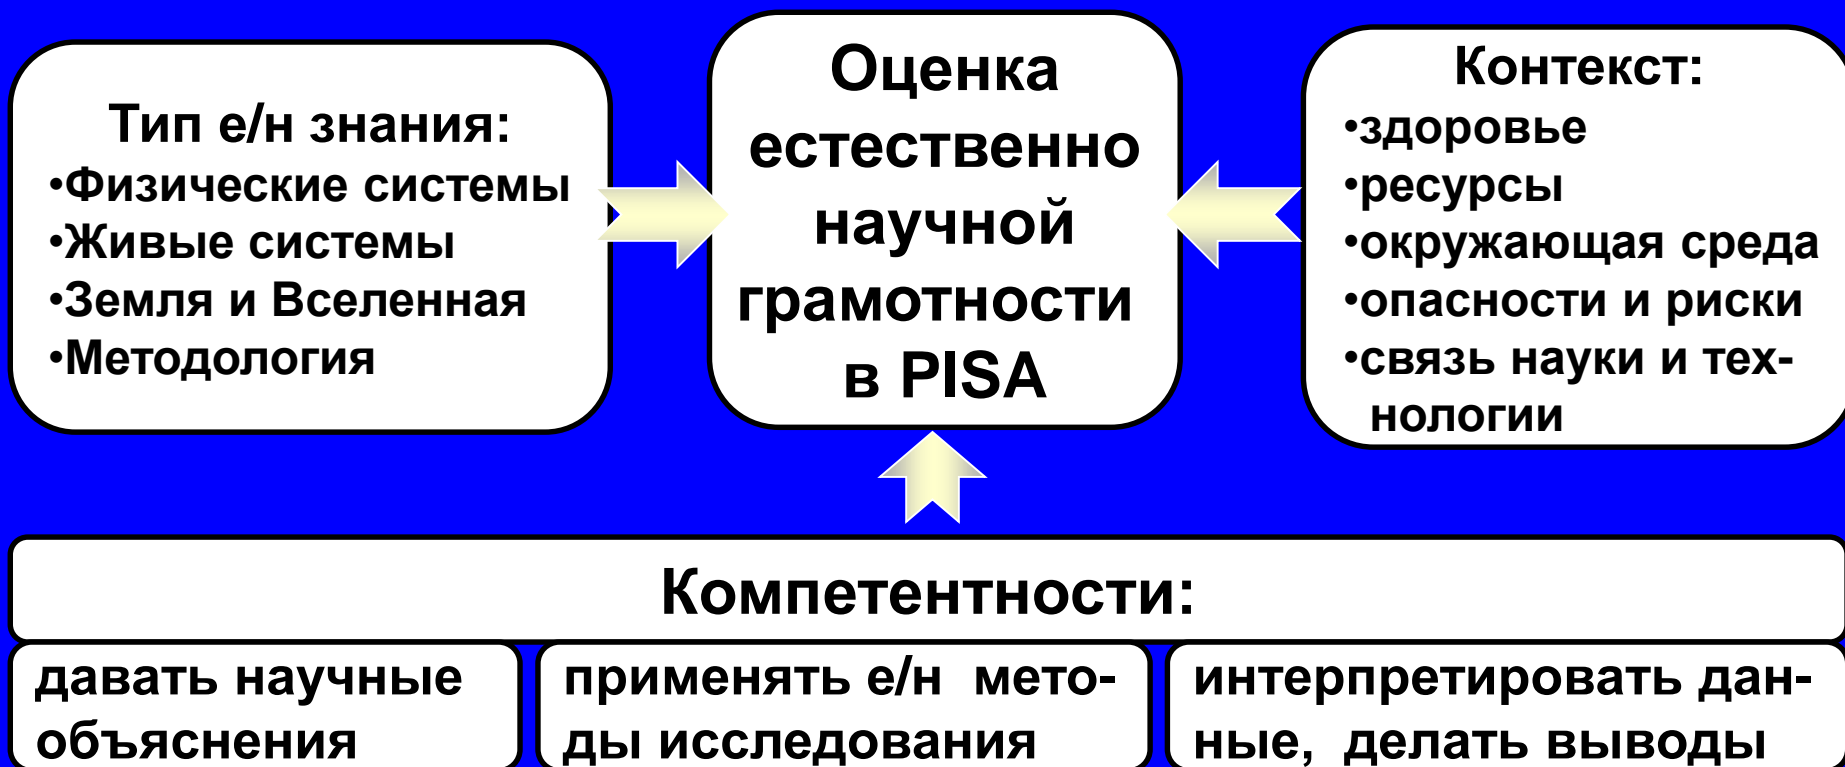 Тип е/н знания:
•Физические системы
•Живые системы
•Земля и Вселенная
•Методология
Оценка
естественно
научной
грамотности
в PISA
Контекст:
•здоровье
•ресурсы
•окружающая среда
•опасности и риски
•связь науки и тех-
нологии
Компетентности:
давать научные
объяснения
применять е/н мето-
ды исследования
интерпретировать дан-
ные, делать выводы